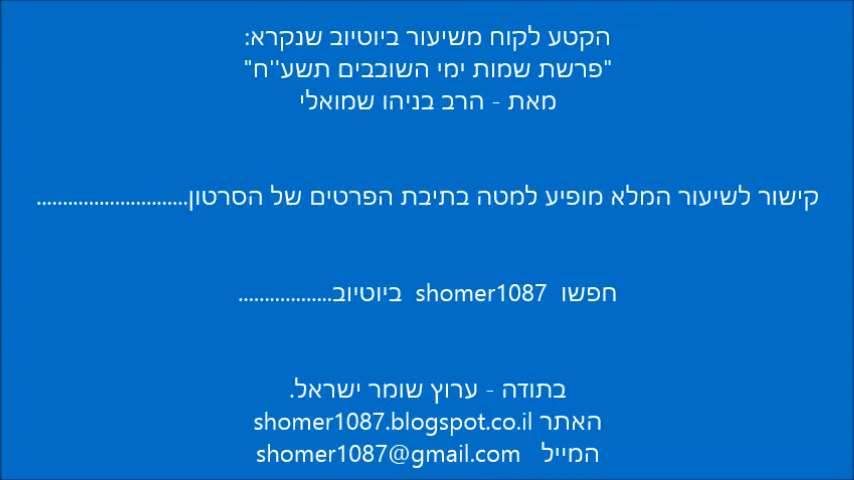 הקטע לקוח משיעור ביוטיוב שנקרא:
"פרשת שמות ימי השובבים תשע''ח"
מאת - הרב בניהו שמואלי
קישור לשיעור המלא מופיע למטה בתיבת הפרטים של הסרטון.............................
חפשו shomer1087 ביוטיוב..................
בתודה - ערוץ שומר ישראל.
האתר shomer1087.blogspot.co.il
המייל shomer1087@gmail.com